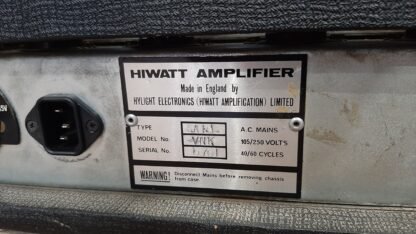 HIWATT AMPLIFIER
Made in England by
HYLIGHT ELECTRONICS (HIWATT AMPLIFICATION) LIMITED
TYPE A.C. MAINS
MODEL No. 105/250 VOLTS
SERIAL No. 40/60 CYCLES
WARNING! Disconnect Mains before removing chassis
from case.